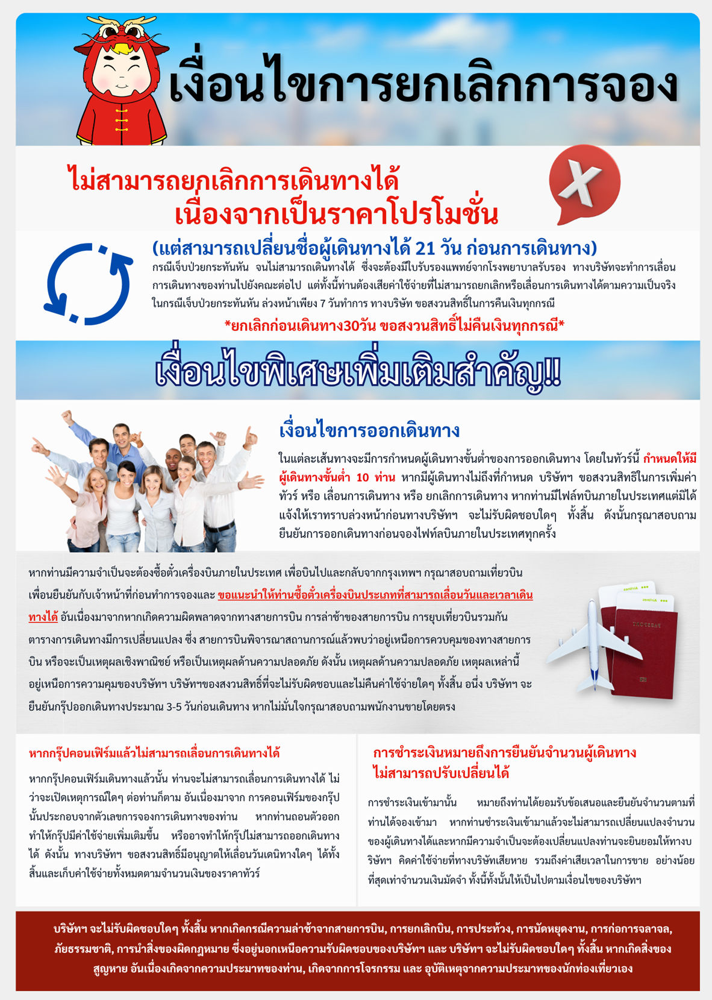 เงื่อนไขการยกเลิกการจอง
ไม่สามารถยกเลิกการเดินทางได้
เนื่องจากเป็นราคาโปรโมชั่น
X
(แต่สามารถเปลี่ยนชื่อผู้เดินทางได้ 21 วัน ก่อนการเดินทาง)
กรณีเจ็บป่วยกระทันหัน จนไม่สามารถเดินทางได้ ซึ่งจะต้องมีใบรับรองแพทย์จากโรงพยาบาลรับรอง ทางบริษัทจะทำการเลื่อน
การเดินทางของท่านไปยังคณะต่อไป แต่ทั้งนี้ท่านต้องเสียค่าใช้จ่ายที่ไม่สามารถยกเลิกหรือเลื่อนการเดินทางได้ตามความเป็นจริง
ในกรณีเจ็บป่วยกระทันหัน ล่วงหน้าเพียง 7 วันทำการ ทางบริษัท ขอสงวนสิทธิ์ในการคืนเงินทุกกรณี
*ยกเลิกก่อนเดินทาง30วัน ขอสงวนสิทธิ์ไม่คืนเงินทุกกรณี*
เงื่อนไขพิเศษเพิ่มเติมสำคัญ!!
เงื่อนไขการออกเดินทาง
ในแต่ละเส้นทางจะมีการกำหนดผู้เดินทางขั้นต่ำของการออกเดินทาง โดยในทัวร์นี้ กำหนดให้มี
ผู้เดินทางขั้นต่ำ 10 ท่าน หากมีผู้เดินทางไม่ถึงที่กำหนด บริษัทฯ ขอสงวนสิทธิในการเพิ่มค่า
ทัวร์ หรือ เลื่อนการเดินทาง หรือ ยกเลิกการเดินทาง หากท่านมีไฟล์ทบินภายในประเทศแต่มิได้
แจ้งให้เราทราบล่วงหน้าก่อนทางบริษัทฯ จะไม่รับผิดชอบใดๆ ทั้งสิ้น ดังนั้นกรุณาสอบถาม
ยืนยันการออกเดินทางก่อนจองไฟท์ลบินภายในประเทศทุกครั้ง
หากท่านมีความจำเป็นจะต้องซื้อตั๋วเครื่องบินภายในประเทศ เพื่อบินไปและกลับจากกรุงเทพฯ กรุณาสอบถามเที่ยวบิน
เพื่อนยืนยันกับเจ้าหน้าที่ก่อนทำการจองและ ขอแนะนำให้ท่านซื้อตั๋วเครื่องบินประเภทที่สามารถเลื่อนวันและเวลาเดิน
ทางได้ อันเนื่องมาจากหากเกิดความผิดพลาดจากทางสายการบิน การล่าช้าของสายการบิน การยุบเที่ยวบินรวมกัน
ตารางการเดินทางมีการเปลี่ยนแปลง ซึ่ง สายการบินพิจารณาสถานการณ์แล้วพบว่าอยู่เหนือการควบคุมของทางสายการ
บิน หรือจะเป็นเหตุผลเชิงพาณิชย์ หรือเป็นเหตุผลด้านความปลอดภัย ดังนั้น เหตุผลด้านความปลอดภัย เหตุผลเหล่านี้
อยู่เหนือการความคุมของบริษัทฯ บริษัทฯของสงวนสิทธิ์ที่จะไม่รับผิดชอบและไม่คืนค่าใช้จ่ายใดๆ ทั้งสิ้น อนึ่ง บริษัทฯ จะ
ยืนยันกรุ๊ปออกเดินทางประมาณ 3-5 วันก่อนเดินทาง หากไม่มั่นใจกรุณาสอบถามพนักงานขายโดยตรง
Airlines
Airlines
PASSPORT
หากกรุ๊ปคอนเฟิร์มแล้วไม่สามารถเลื่อนการเดินทางได้
หากกรุ๊ปคอนเฟิร์มเดินทางแล้วนั้น ท่านจะไม่สามารถเลื่อนการเดินทางได้ ไม่
ว่าจะเปิดเหตุการณ์ใดๆ ต่อท่านก็ตาม อันเนื่องมาจาก การคอนเฟิร์มของกรุ๊ป
นั้นประกอบจากตัวเลขการจองการเดินทางของท่าน หากท่านถอนตัวออก
ทำให้กรุ๊ปมีค่าใช้จ่ายเพิ่มเติมขึ้น หรืออาจทำให้กรุ๊ปไม่สามารถออกเดินทาง
ได้ ดังนั้น ทางบริษัทฯ ขอสงวนสิทธิ์มีอนุญาตให้เลื่อนวันเดนิทางใดๆ ได้ทั้ง
สิ้นและเก็บค่าใช้จ่ายทั้งหมดตามจำนวนเงินของราคาทัวร์
การชำระเงินหมายถึงการยืนยันจำนวนผู้เดินทาง
ไม่สามารถปรับเปลี่ยนได้
การชำระเงินเข้ามานั้น หมายถึงท่านได้ยอมรับข้อเสนอและยืนยันจำนวนตามที่
ท่านได้จองเข้ามา หากท่านชำระเงินเข้ามาแล้วจะไม่สามารถเปลี่ยนแปลงจำนวน
ของผู้เดินทางได้และหากมีความจำเป็นจะต้องเปลี่ยนแปลงท่านจะยินยอมให้ทางบ
ริษัทฯ คิดค่าใช้จ่ายที่ทางบริษัทเสียหาย รวมถึงค่าเสียเวลาในการขาย อย่างน้อย
ที่สุดเท่าจำนวนเงินมัดจำ ทั้งนี้ทั้งนั้นให้เป็นไปตามเงื่อนไขของบริษัทฯ
บริษัทฯ จะไม่รับผิดชอบใดๆ ทั้งสิ้น หากเกิดกรณีความล่าช้าจากสายการบิน, การยกเลิกบิน, การประท้วง, การนัดหยุดงาน, การก่อการจลาจล,
ภัยธรรมชาติ, การนำสิ่งของผิดกฎหมาย ซึ่งอยู่นอกเหนือความรับผิดชอบของบริษัทฯ และ บริษัทฯ จะไม่รับผิดชอบใดๆ ทั้งสิ้น หากเกิดสิ่งของ
สูญหาย อันเนื่องเกิดจากความประมาทของท่าน, เกิดจากการโจรกรรม และ อุบัติเหตุจากความประมาทของนักท่องเที่ยวเอง